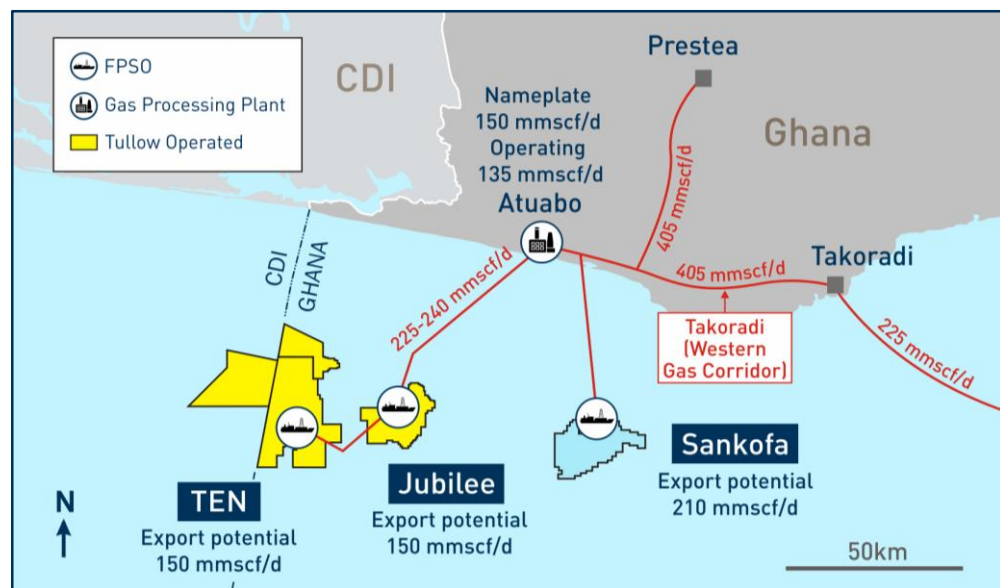 FPSO
Gas Processing Plant
Tullow Operated
CDI
Prestea
Nameplate
150 mmscf/d
Operating
135 mmscf/d
Atuabo
Ghana
405 mmscf/d
405 mmscf/d
Takoradi
CDI
GHANA
225-240 mmscf/d
Takoradi
(Western
Gas Corridor)
225 mmscf/d
N
TEN
Export potential
150 mmscf/d
Jubilee
Export potential
150 mmscf/d
Sankofa
Export potential
210 mmscf/d
50km